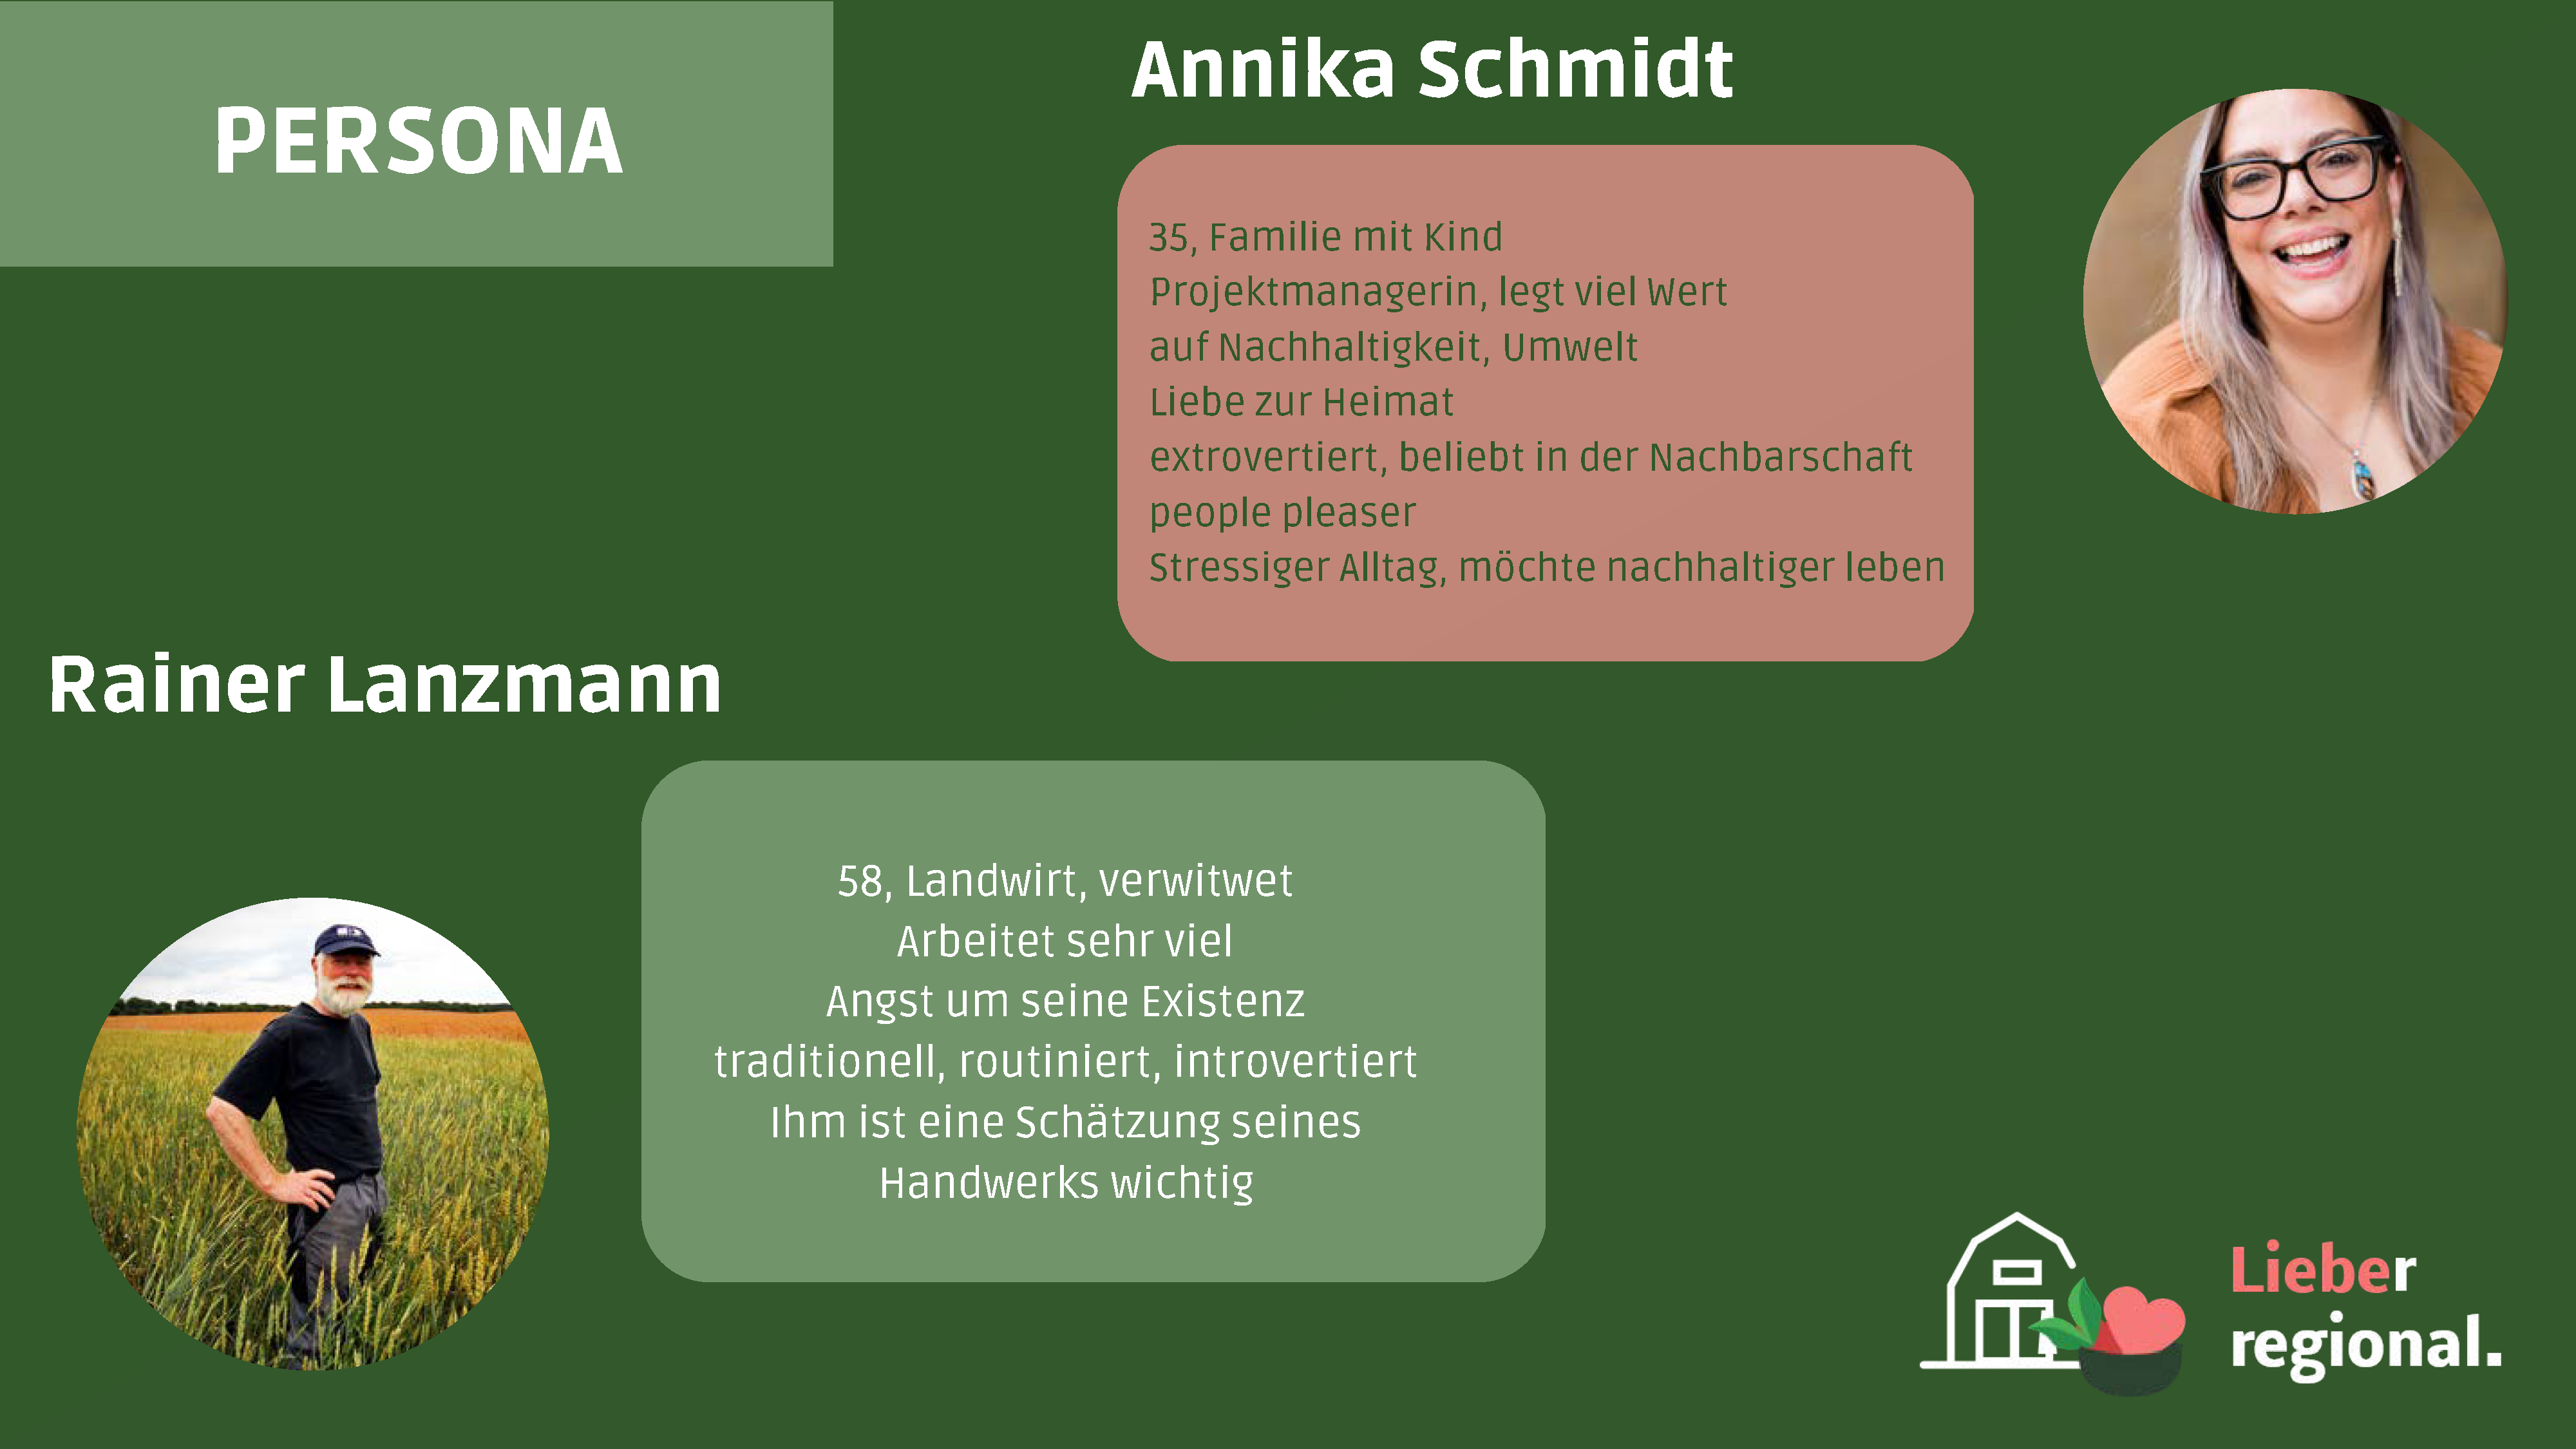 PERSONA
Annika Schmidt
35, Familie mit Kind
Projektmanagerin, legt viel Wert
auf Nachhaltigkeit, Umwelt
Liebe zur Heimat
extrovertiert, beliebt in der Nachbarschaft
people pleaser
Stressiger Alltag, möchte nachhaltiger leben
Rainer Lanzmann
58, Landwirt, verwitwet
Arbeitet sehr viel
Angst um seine Existenz
traditionell, routiniert, introvertiert
Ihm ist eine Schätzung seines
Handwerks wichtig
Lieber
regional.